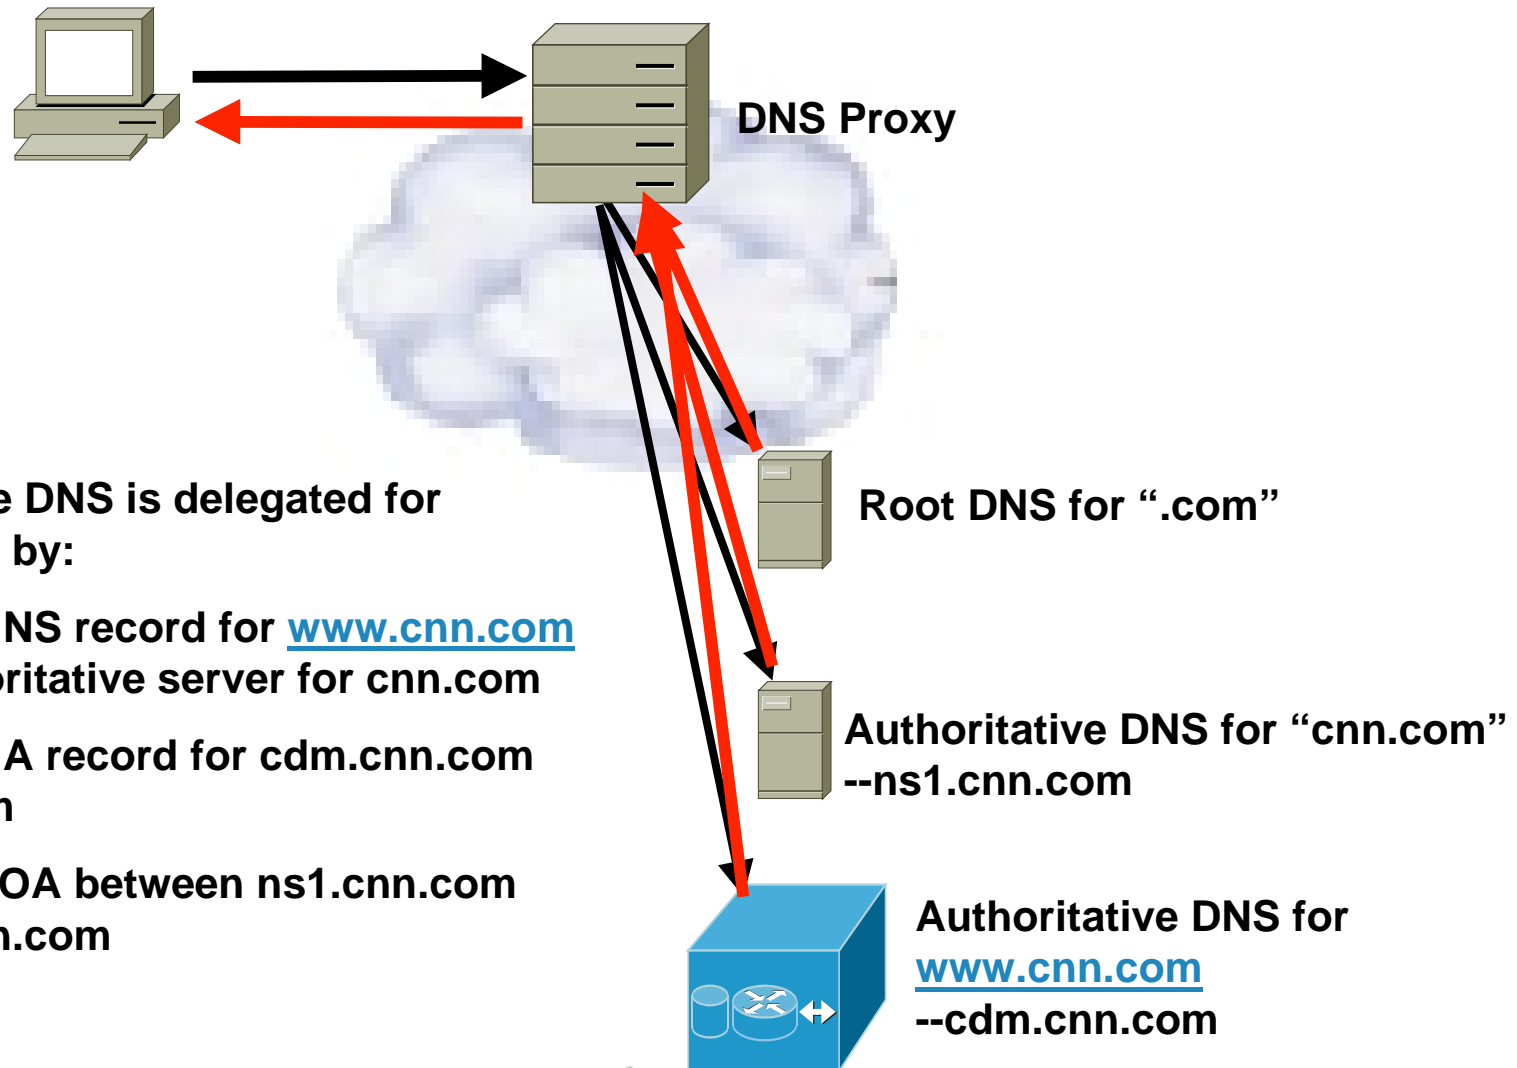 DNS Proxy
e DNS is delegated for
by:
NS record for www.cnn.com
oritative server for cnn.com
A record for cdm.cnn.com
m
OA between ns1.cnn.com
n.com
Root DNS for “.com”
Authoritative DNS for “cnn.com”
--ns1.cnn.com
Authoritative DNS for
www.cnn.com
--cdm.cnn.com